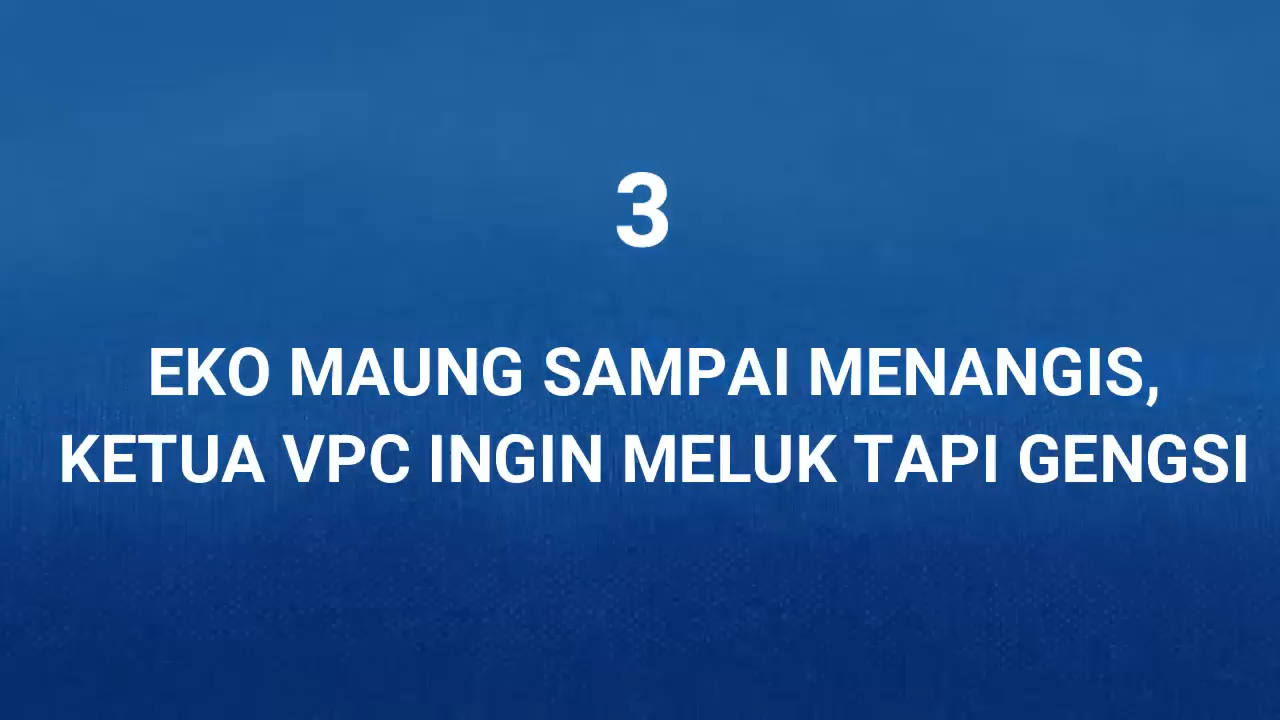 3
EKO MAUNG SAMPAI MENANGIS,
KETUA VPC INGIN MELUK TAPI GENGSI